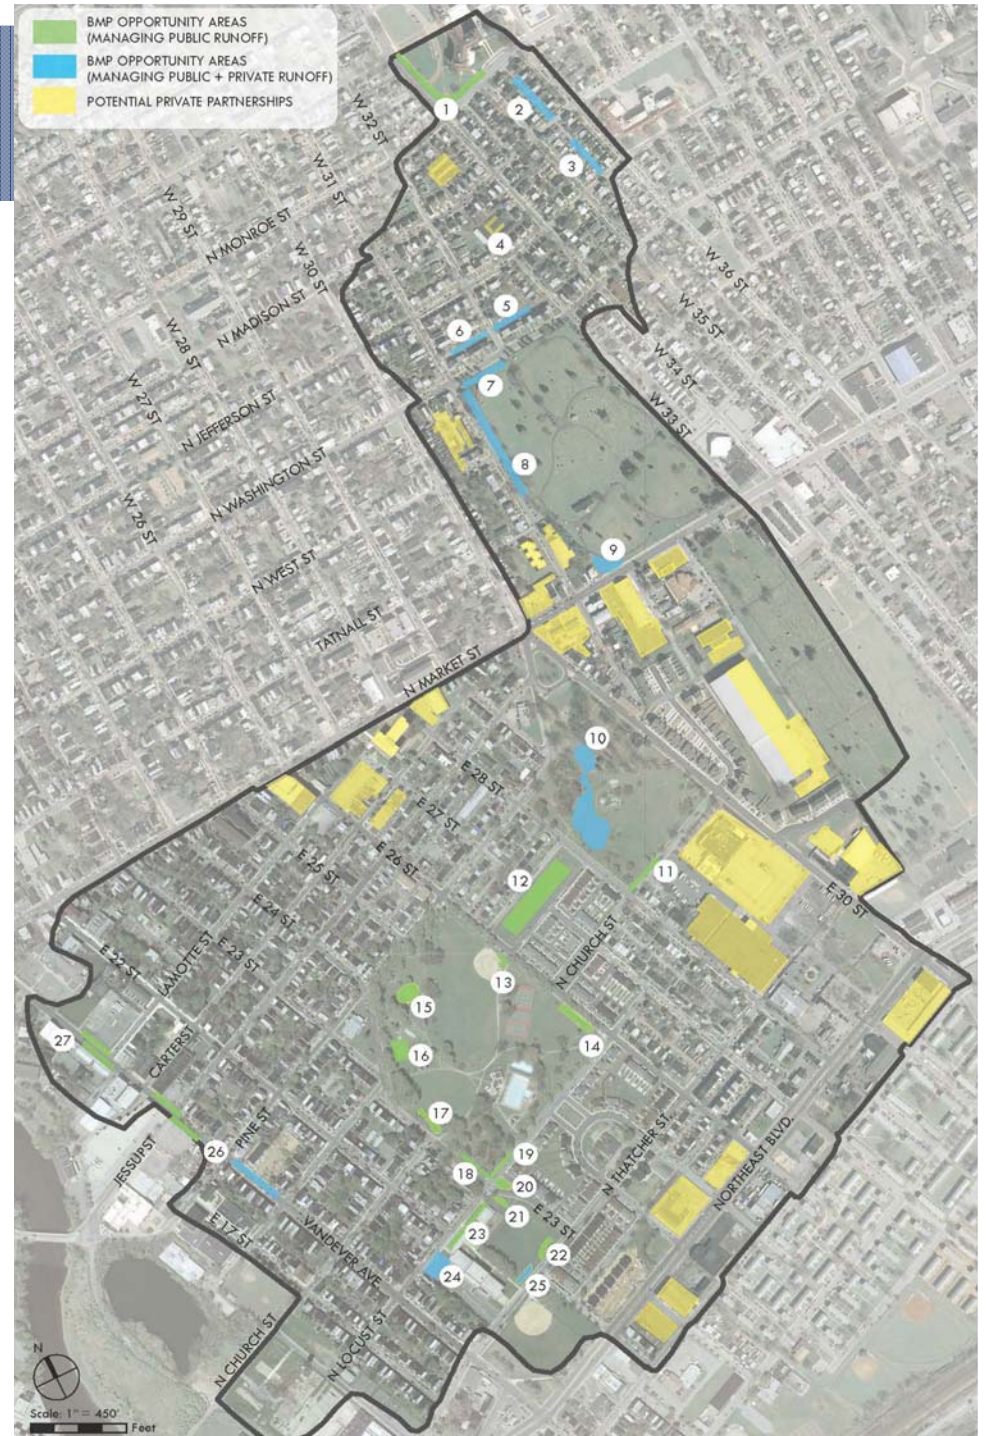 BMP OPPORTUNITY AREAS
(MANAGING PUBLIC RUNOFF)
BMP OPPORTUNITY AREAS
(MANAGING PUBLIC + PRIVATE RUNOFF)
POTENTIAL PRIVATE PARTNERSHIPS
1
2
3
W 32 ST
W 31 ST
W 29 ST
N MONROE ST
W 30 ST
4
W 36 ST
N MADISON ST
W 35 ST
5
6
W 28 ST
W 34 ST
7
W 27 ST
W 33 ST
N JEFFERSON ST
8
N WASHINGTON ST
W 26 ST
9
N WEST ST
TATNALL ST
N MARKET ST
10
E 28 ST
E 27 ST
E 26 ST
E 25 ST
11
12
E 30 ST
E 24 ST
N CHURCH ST
E 23 ST
LAMOTTE ST
E 22 ST
13
15
14
27
16
CARTER ST
17
PINE ST
26
19
18
N THATCHER ST
NORTHEAST BLVD.
JESSUP ST
20
21
E 23 ST
23
22
E 17 ST
VANDEVER AVE
24
25
N CHURCH ST
N LOCUST ST
N
Scale: 1" = 450'
Feet